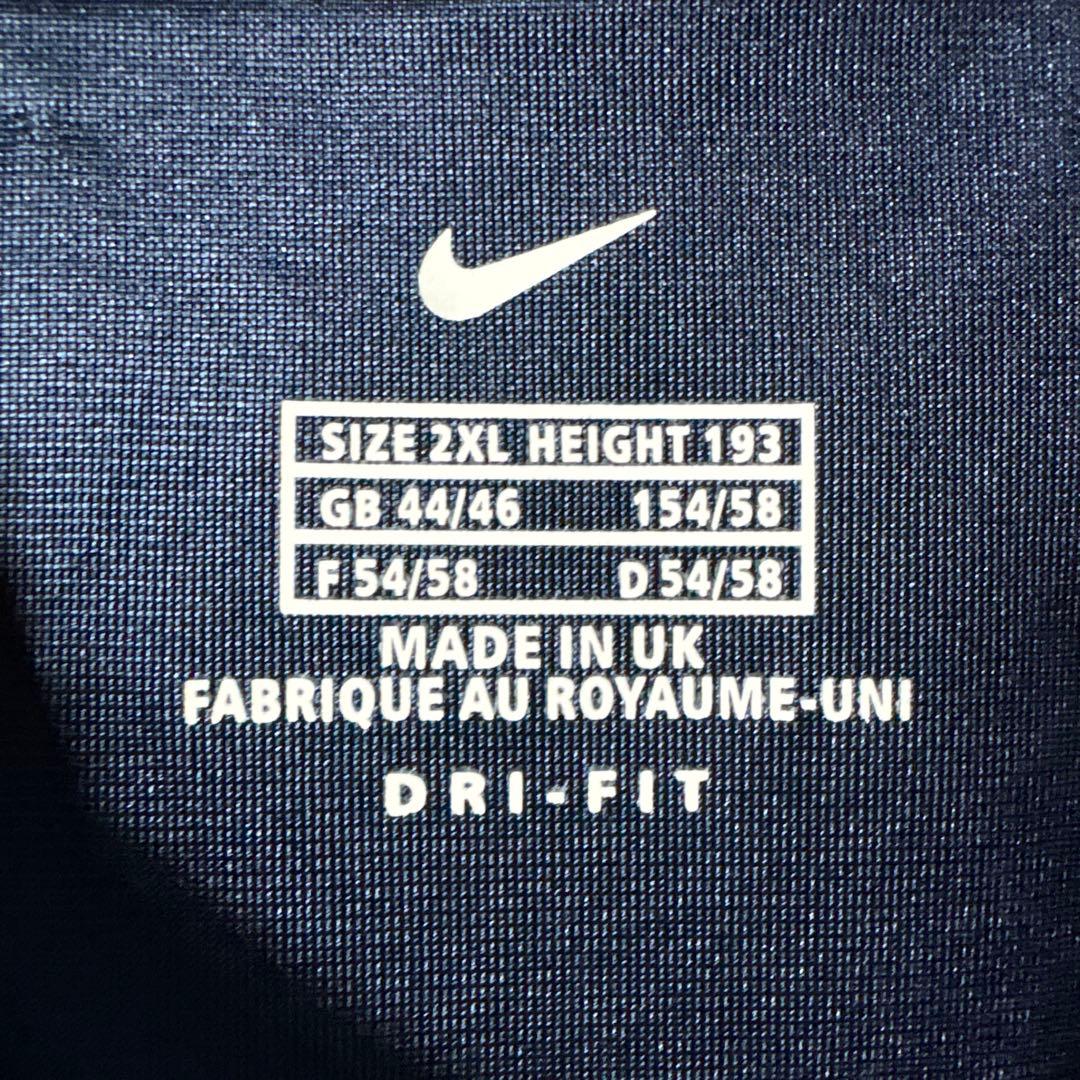 SIZE 2XL HEIGHT 193
GB 44/46 154/58
F 54/58 D 54/58
MADE IN UK
FABRIQUE AU ROYAUME-UNI
DRI-FIT